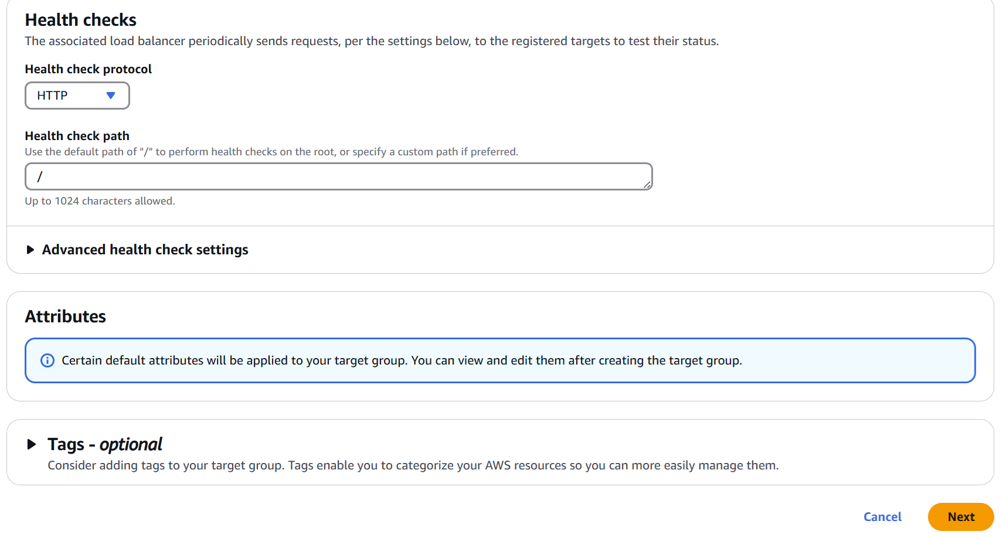 Health checks
The associated load balancer periodically sends requests, per the settings below, to the registered targets to test their status.
Health check protocol
HTTP
Health check path
Use the default path of "/" to perform health checks on the root, or specify a custom path if preferred.
/
Up to 1024 characters allowed.
Advanced health check settings
Attributes
Certain default attributes will be applied to your target group. You can view and edit them after creating the target group.
Tags - optional
Consider adding tags to your target group. Tags enable you to categorize your AWS resources so you can more easily manage them.
Cancel
Next